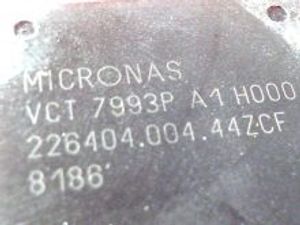 MICRONAS
VCT 7993P A1 H000
226404.004.44ZCF
8186